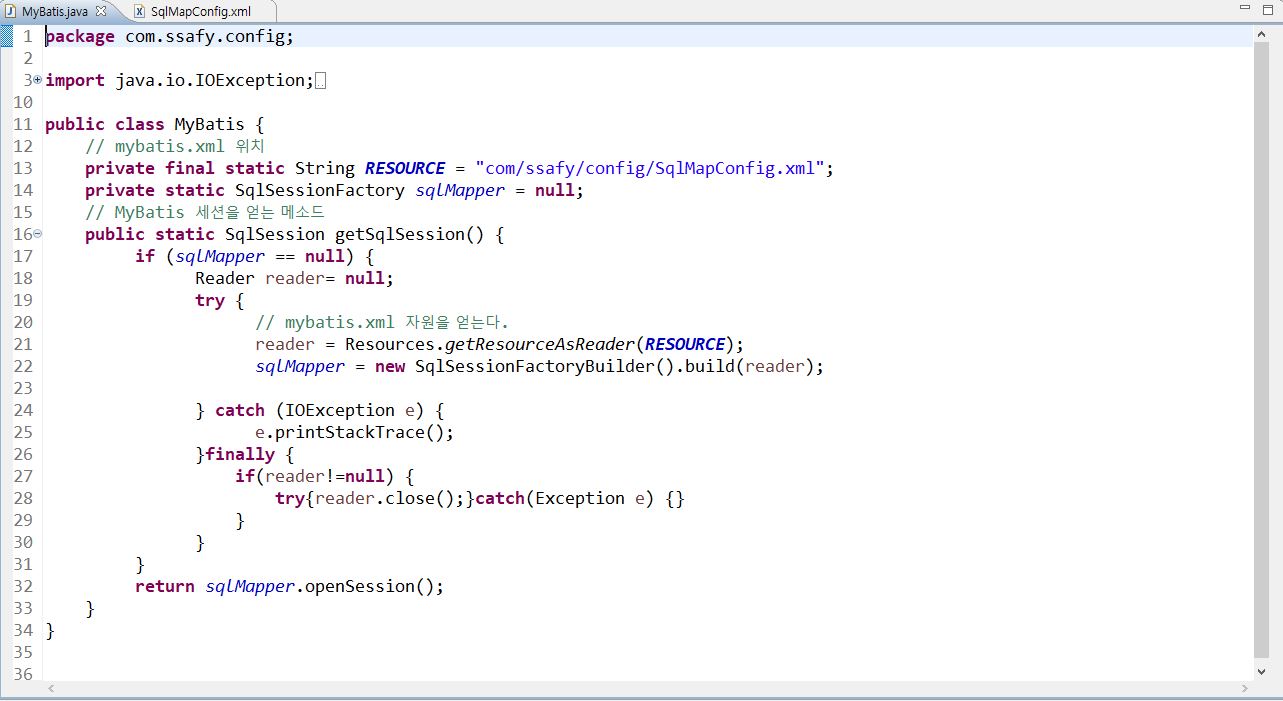 MyBatis.java SqlMapConfig.xml
1 package com.ssafy.config;
2
3 import java.io.IOException;
10
11 public class MyBatis {
12 // mybatis.xml 위치
13 private final static String RESOURCE = "com/ssafy/config/SqlMapConfig.xml";
14 private static SqlSessionFactory sqlMapper = null;
15 // MyBatis 세션을 얻는 메소드
16 public static SqlSession getSqlSession() {
17 if (sqlMapper == null) {
18 Reader reader= null;
19 try {
20 // mybatis.xml 자원을 얻는다.
21 reader = Resources.getResourceAsReader(RESOURCE);
22 sqlMapper = new SqlSessionFactoryBuilder().build(reader);
23
24 } catch (IOException e) {
25 e.printStackTrace();
26 }finally {
27 if(reader!=null) {
28 try{reader.close();}catch(Exception e) {}
29 }
30 }
31 }
32 return sqlMapper.openSession();
33 }
34 }
35
36